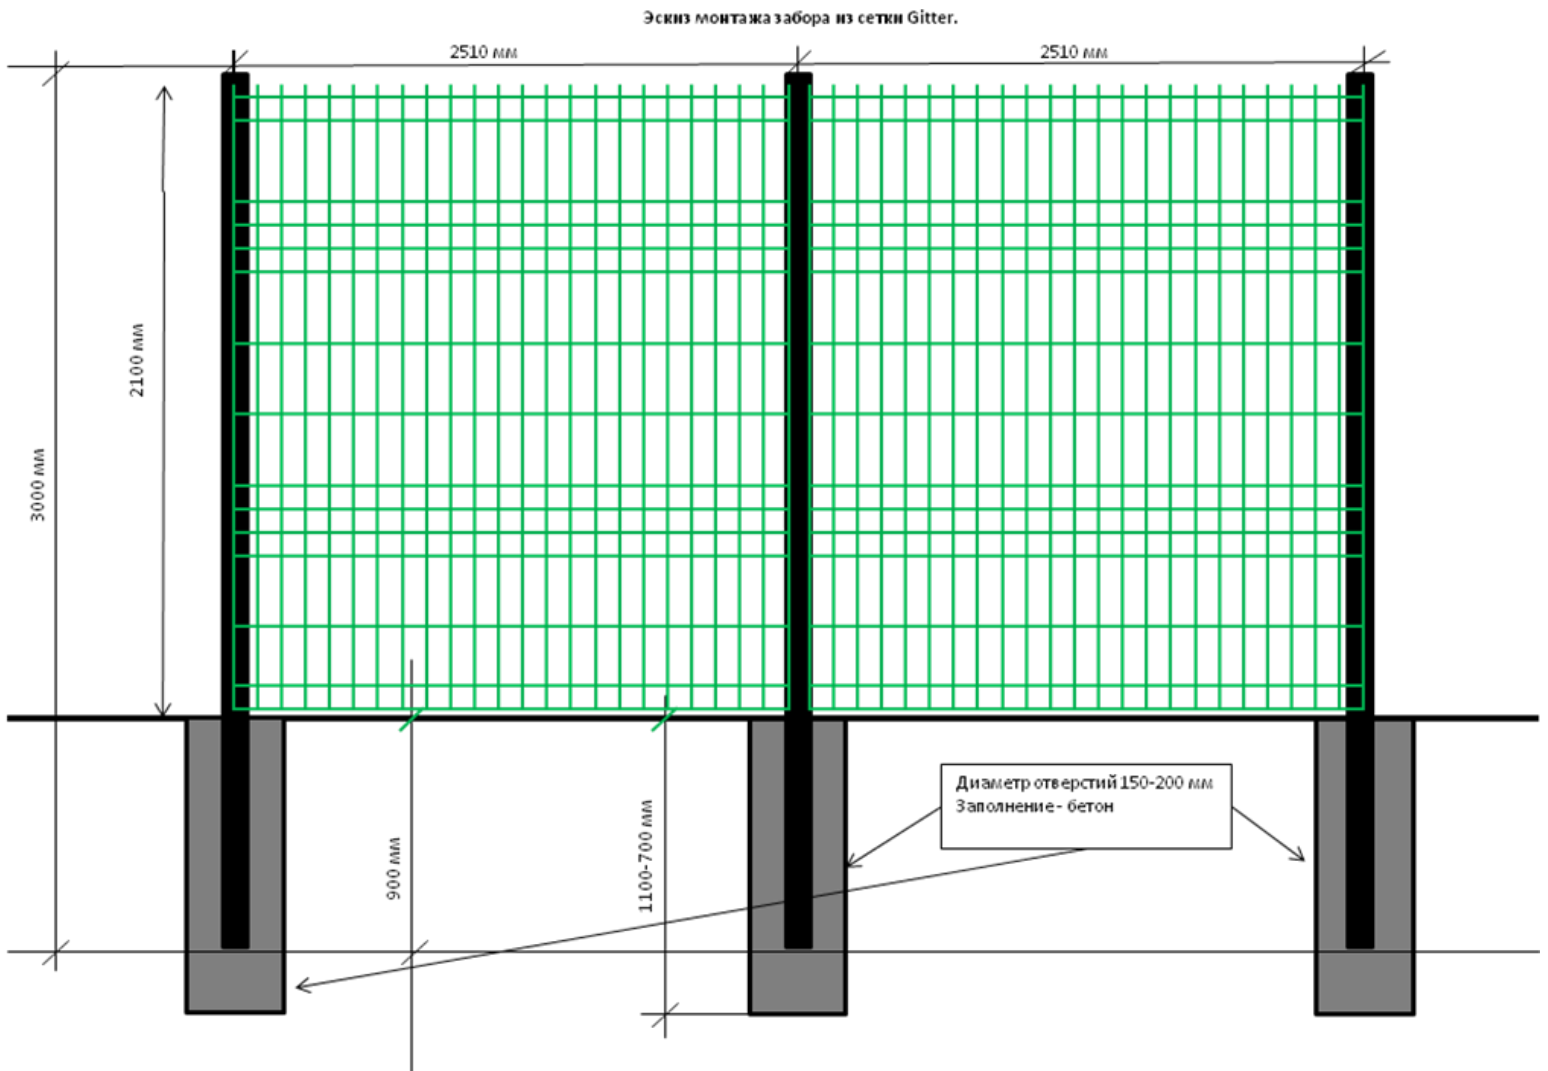 Эскиз монтажа забора из сетки Gitter.
2510 мм
2510 мм
2100 мм
3000 мм
Диаметр отверстий 150-200 мм
Заполнение - бетон
900 мм
1100-700 мм